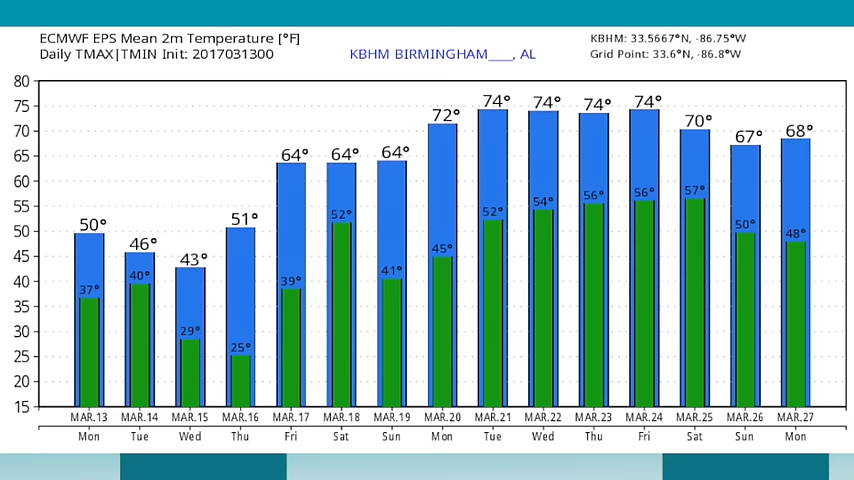 ECMWF EPS Mean 2m Temperature [°F]
Daily TMAX|TMIN Init: 2017031300
KBHM BIRMINGHAM___, AL
KBHM: 33.5667°N, -86.75°W
Grid Point: 33.6°N, -86.8°W
80
75
70
65
60
55
50
45
40
35
30
25
20
15
50° 46° 43° 51° 64° 64° 64° 72° 74° 74° 74° 74° 70° 67° 68°
37° 40° 29° 25° 39° 52° 41° 45° 52° 54° 56° 56° 57° 50° 48°
MAR.13 MAR.14 MAR.15 MAR.16 MAR.17 MAR.18 MAR.19 MAR.20 MAR.21 MAR.22 MAR.23 MAR.24 MAR.25 MAR.26 MAR.27
Mon Tue Wed Thu Fri Sat Sun Mon Tue Wed Thu Fri Sat Sun Mon